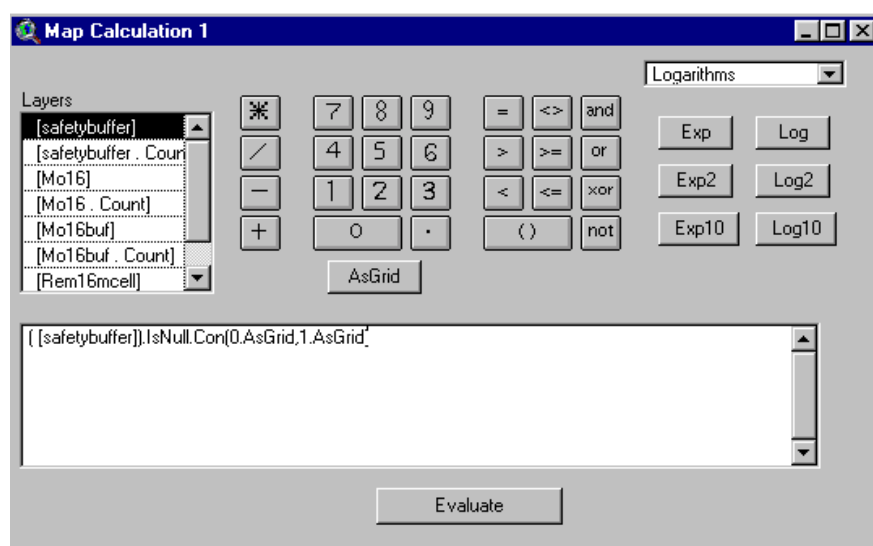 Map Calculation 1
Logarithms
Layers
[safetybuffer]
[safetybuffer . Coun
[Mo16]
[Mo16 . Count]
[Mo16buf]
[Mo16buf . Count]
[Rem16mcell]
* 7 8 9 = <> and
/ 4 5 6 > >= or
- 1 2 3 < <= xor
+ 0 . () not
AsGrid
Exp Log
Exp2 Log2
Exp10 Log10
( [safetybuffer]).IsNull.Con(0.AsGrid,1.AsGrid
Evaluate